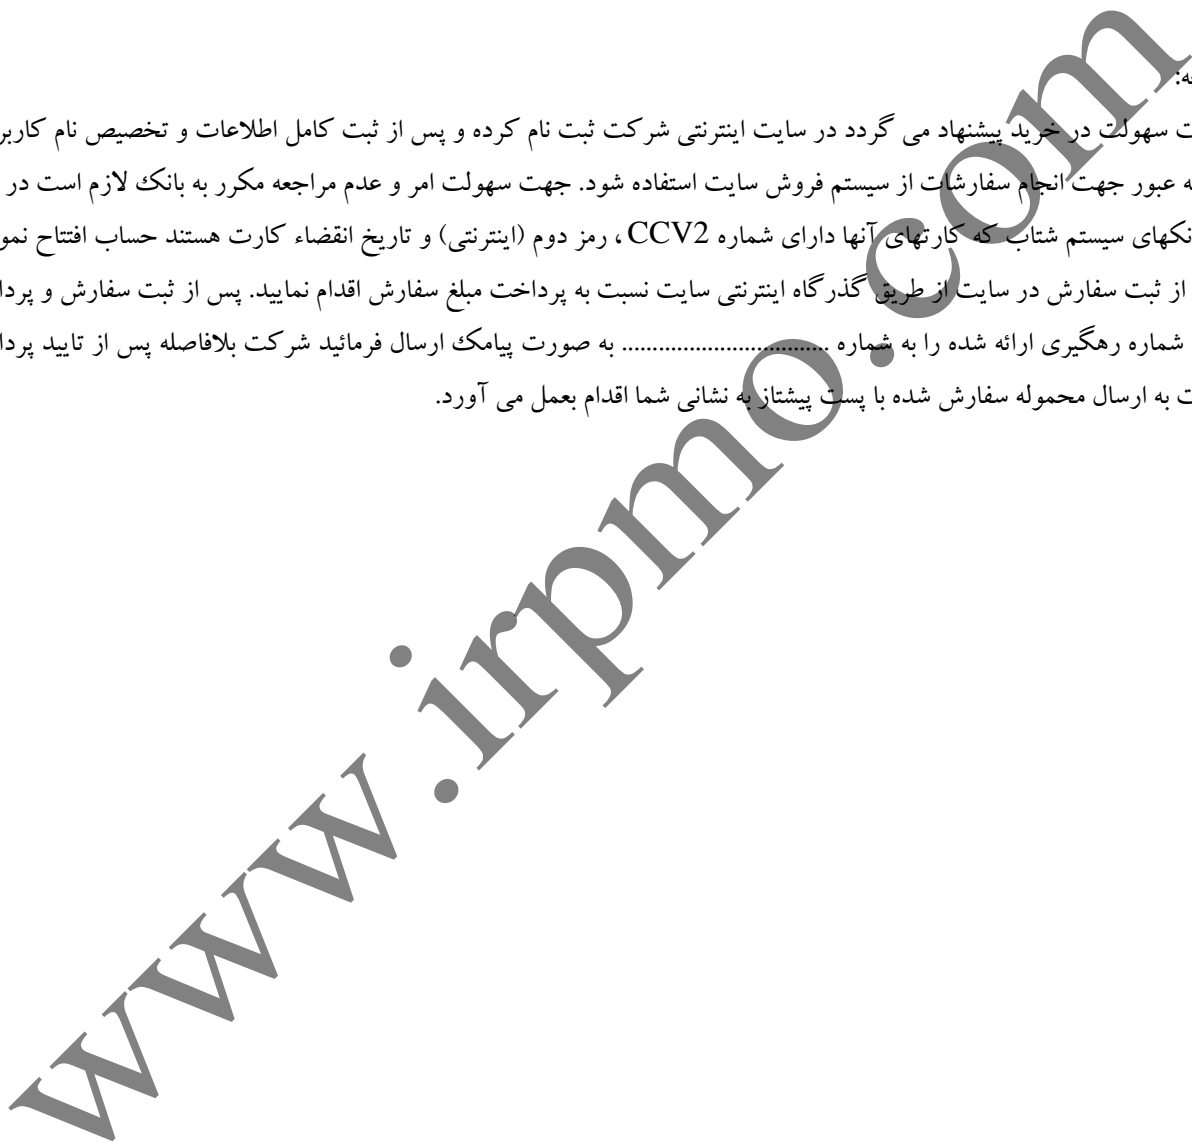 ه:
ت سهولت در خرید پیشنهاد می گردد در سایت اینترنتی شرکت ثبت نام کرده و پس از ثبت کامل اطلاعات و تخصیص نام کاربر
ه عبور جهت انجام سفارشات از سیستم فروش سایت استفاده شود. جهت سهولت امر و عدم مراجعه مکرر به بانک لازم است در
نکهای سیستم شتاب که کارتهای آنها دارای شماره CCV2، رمز دوم (اینترنتی) و تاریخ انقضاء کارت هستند حساب افتتاح نمو
از ثبت سفارش در سایت از طریق گذرگاه اینترنتی سایت نسبت به پرداخت مبلغ سفارش اقدام نمایید. پس از ثبت سفارش و پردا
شماره رهگیری ارائه شده را به شماره .................................. به صورت پیامک ارسال فرمائید شرکت بلافاصله پس از تایید پردا
ت به ارسال محموله سفارش شده با پست پیشتاز به نشانی شما اقدام بعمل می آورد.
www.irpmo.com